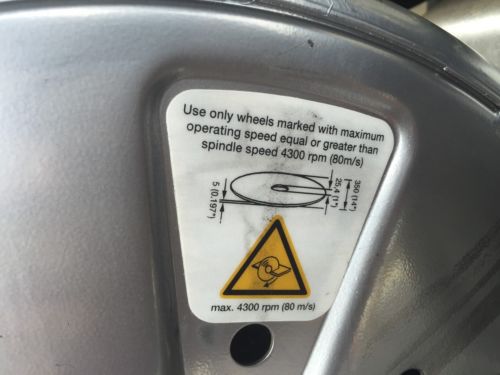 Use only wheels marked with maximum
operating speed equal or greater than
spindle speed 4300 rpm (80m/s)
5 (0.197")
25.4 (1")
350 (14")
max. 4300 rpm (80 m/s)